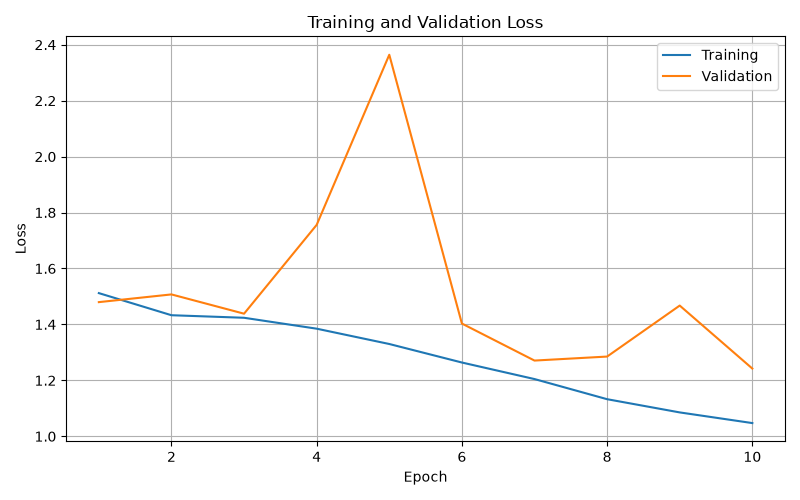 Training and Validation Loss
Training
Validation
2.4
2.2
2.0
1.8
1.6
1.4
1.2
1.0
Loss
2 4 6 8 10
Epoch